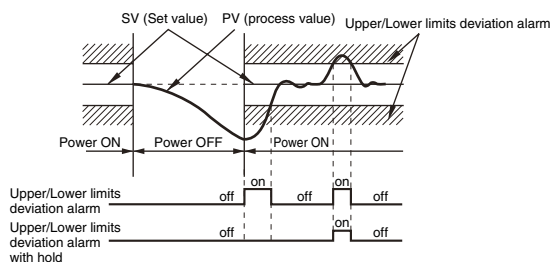 SV (Set value)
PV (process value)
Upper/Lower limits deviation alarm
Power ON
Power OFF
Power ON
Upper/Lower limits
deviation alarm
off
on
off
on
off
Upper/Lower limits
deviation alarm
with hold
off
on
off